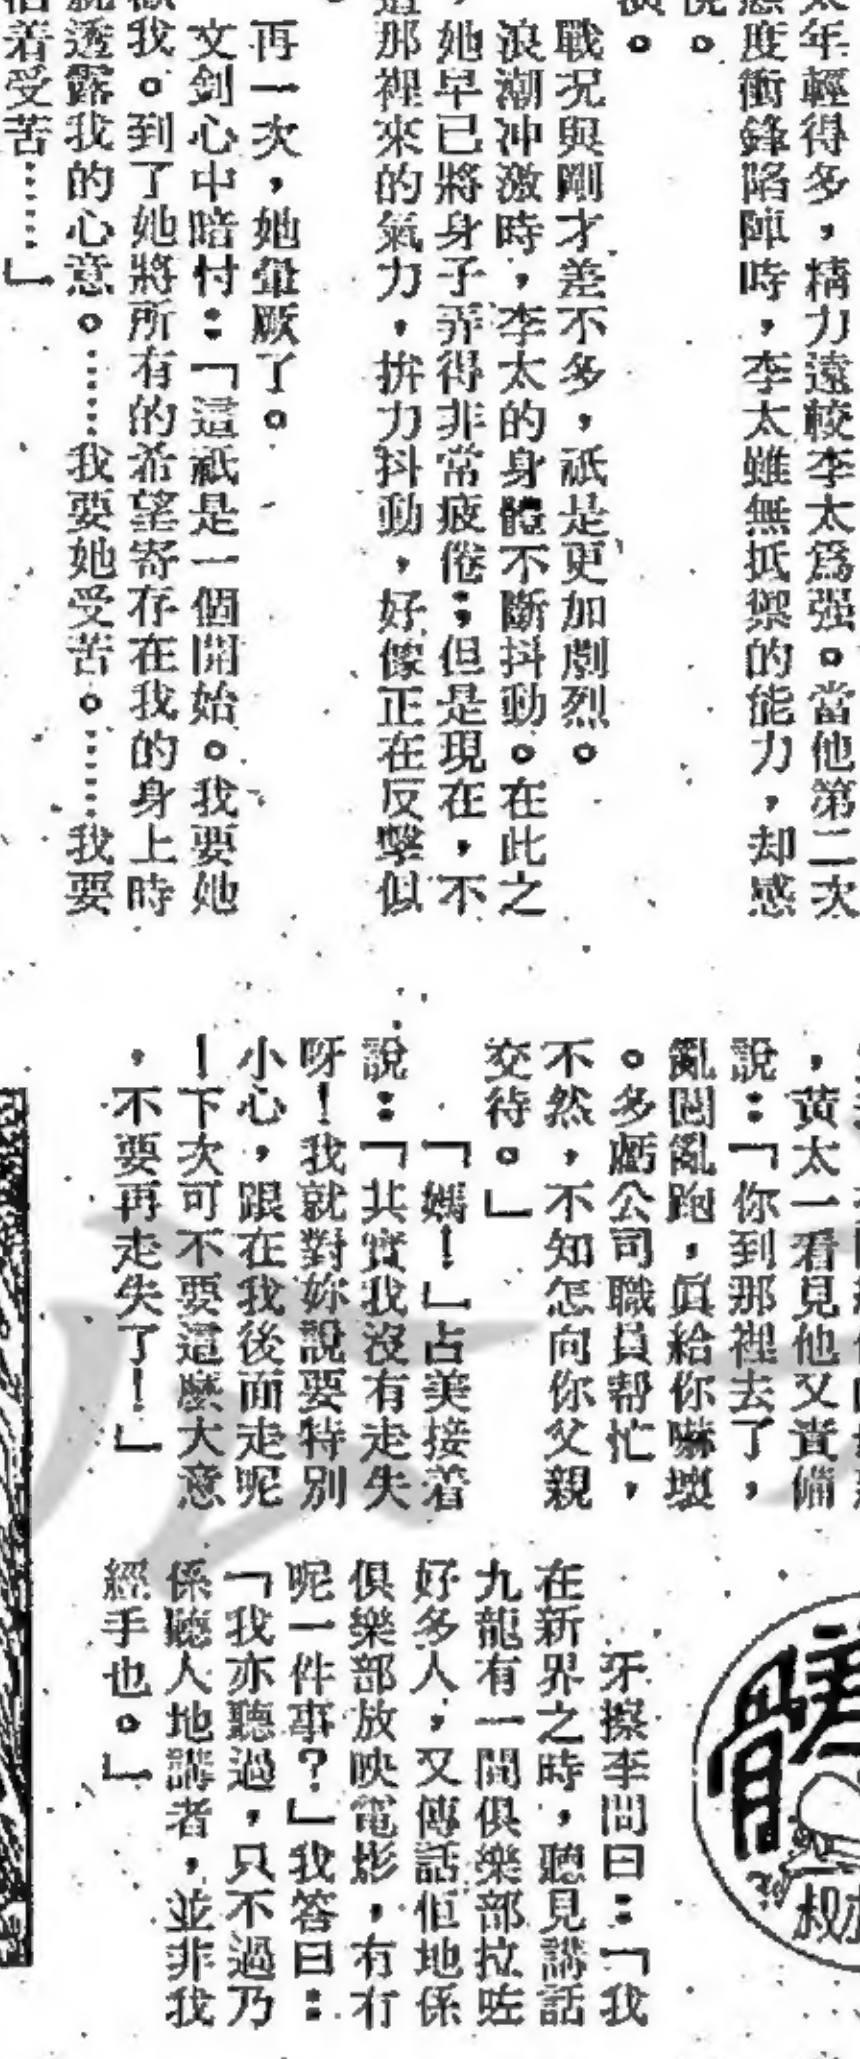 太年輕得多，精力遠較李太爲强。當他第二次
態度衝鋒陷陣時，李太雖無抵禦的能力，却感
戰况與剛才差不多，祇是更加劇烈。
浪潮冲激時，李太的身體不斷抖動。在此之
，她早已將身子弄得非常疲倦；但是現在，不
那裡來的氣力，拚力抖動，好像正在反擊似
再一次，她暈厥了。
文劍心中暗忖：「這祇是一個開始。我要她
我。到了她將所有的希望寄存在我的身上時
透露我的心意。……我要她受苦。……我要
着受苦……」
，黃太一看見他又責備
說：「你到那裡去了，
亂闖亂跑，眞給你嚇壞
。多虧公司職員帮忙，
不然，不知怎向你父親
交待。」
「媽！」占美接着
說：「其實我沒有走失
呀！我就對妳說要特別
小心，跟在我後面走呢
！下次可不要這麽大意
，不要再走失了！」
牙擦李問曰：「我
在新界之時，聽見講話
九龍有一間俱樂部拉咗
好多人，又傳話佢地係
俱樂部放映電影，有冇
呢一件事？」我答曰：
「我亦聽過，只不過乃
係聽人地講者，並非我
經手也。」